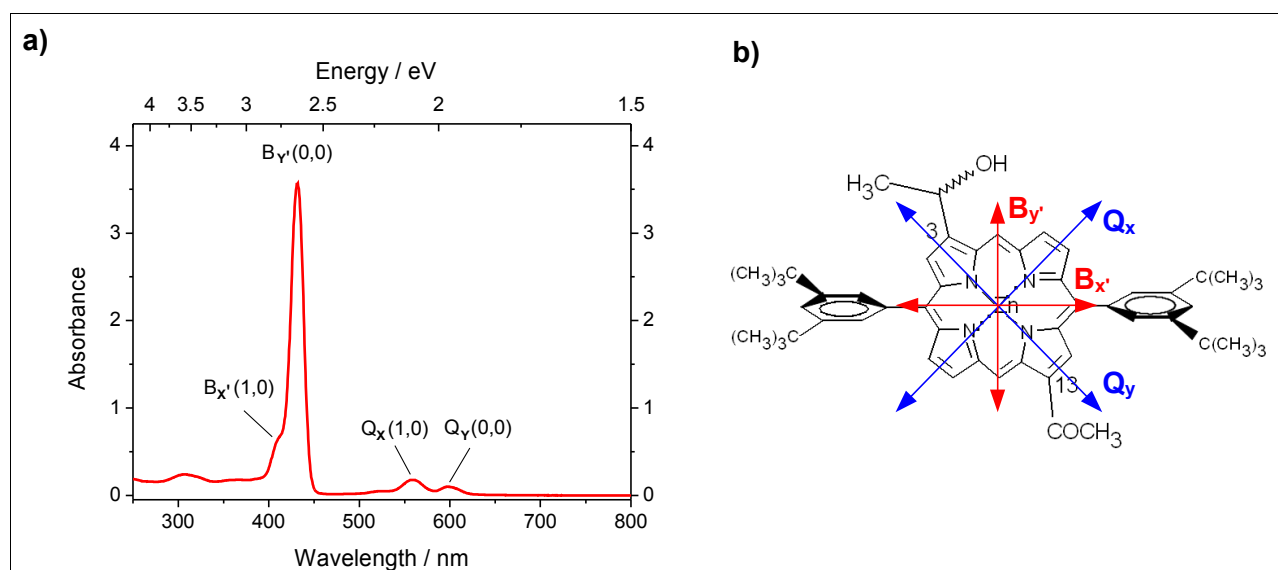 a)
Energy / eV
4 3.5 3 2.5 2 1.5
4 4
3 3
2 2
1 1
0 0
B_Y'(0,0)
B_X'(1,0)
Q_X(1,0)
Q_Y(0,0)
Absorbance
300 400 500 600 700 800
Wavelength / nm
b)
OH
H₃C
3
B_y'
Q_x
N N
(CH₃)₃C
C(CH₃)₃
B_x'
Zn
(CH₃)₃C
C(CH₃)₃
N N
13
Q_y
COCH₃